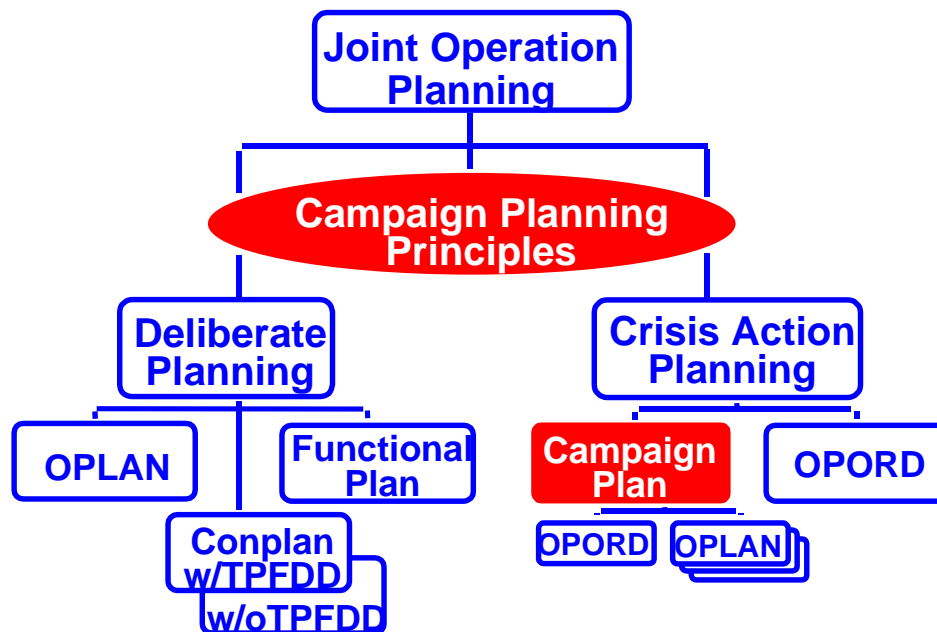 Joint Operation
Planning
Campaign Planning
Principles
Deliberate
Planning
Crisis Action
Planning
OPLAN
Functional
Plan
Campaign
Plan
OPORD
Conplan
w/TPFDD
w/oTPFDD
OPORD
OPLAN